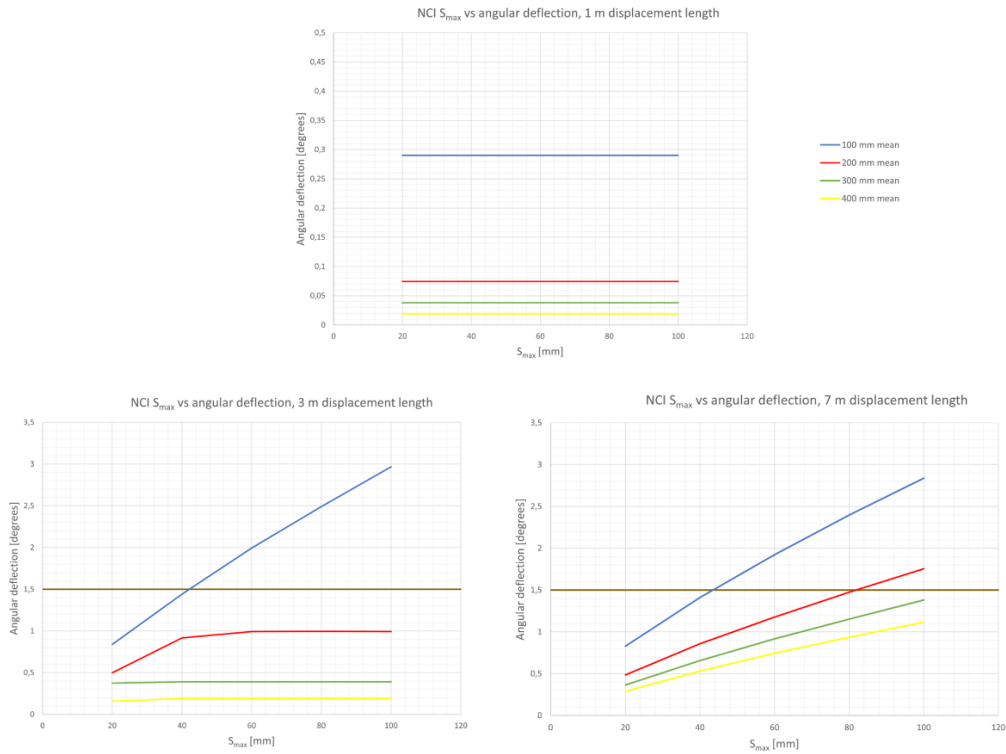 NCI Smax vs angular deflection, 1 m displacement length
0,5
0,45
0,4
0,35
0,3
0,25
0,2
0,15
0,1
0,05
0
Angular deflection [degrees]
0 20 40 60 80 100 120
Smax [mm]
100 mm mean
200 mm mean
300 mm mean
400 mm mean
NCI Smax vs angular deflection, 3 m displacement length
3,5
3
2,5
2
1,5
1
0,5
0
Angular deflection [degrees]
0 20 40 60 80 100 120
Smax [mm]
NCI Smax vs angular deflection, 7 m displacement length
3,5
3
2,5
2
1,5
1
0,5
0
Angular deflection [degrees]
0 20 40 60 80 100 120
Smax [mm]